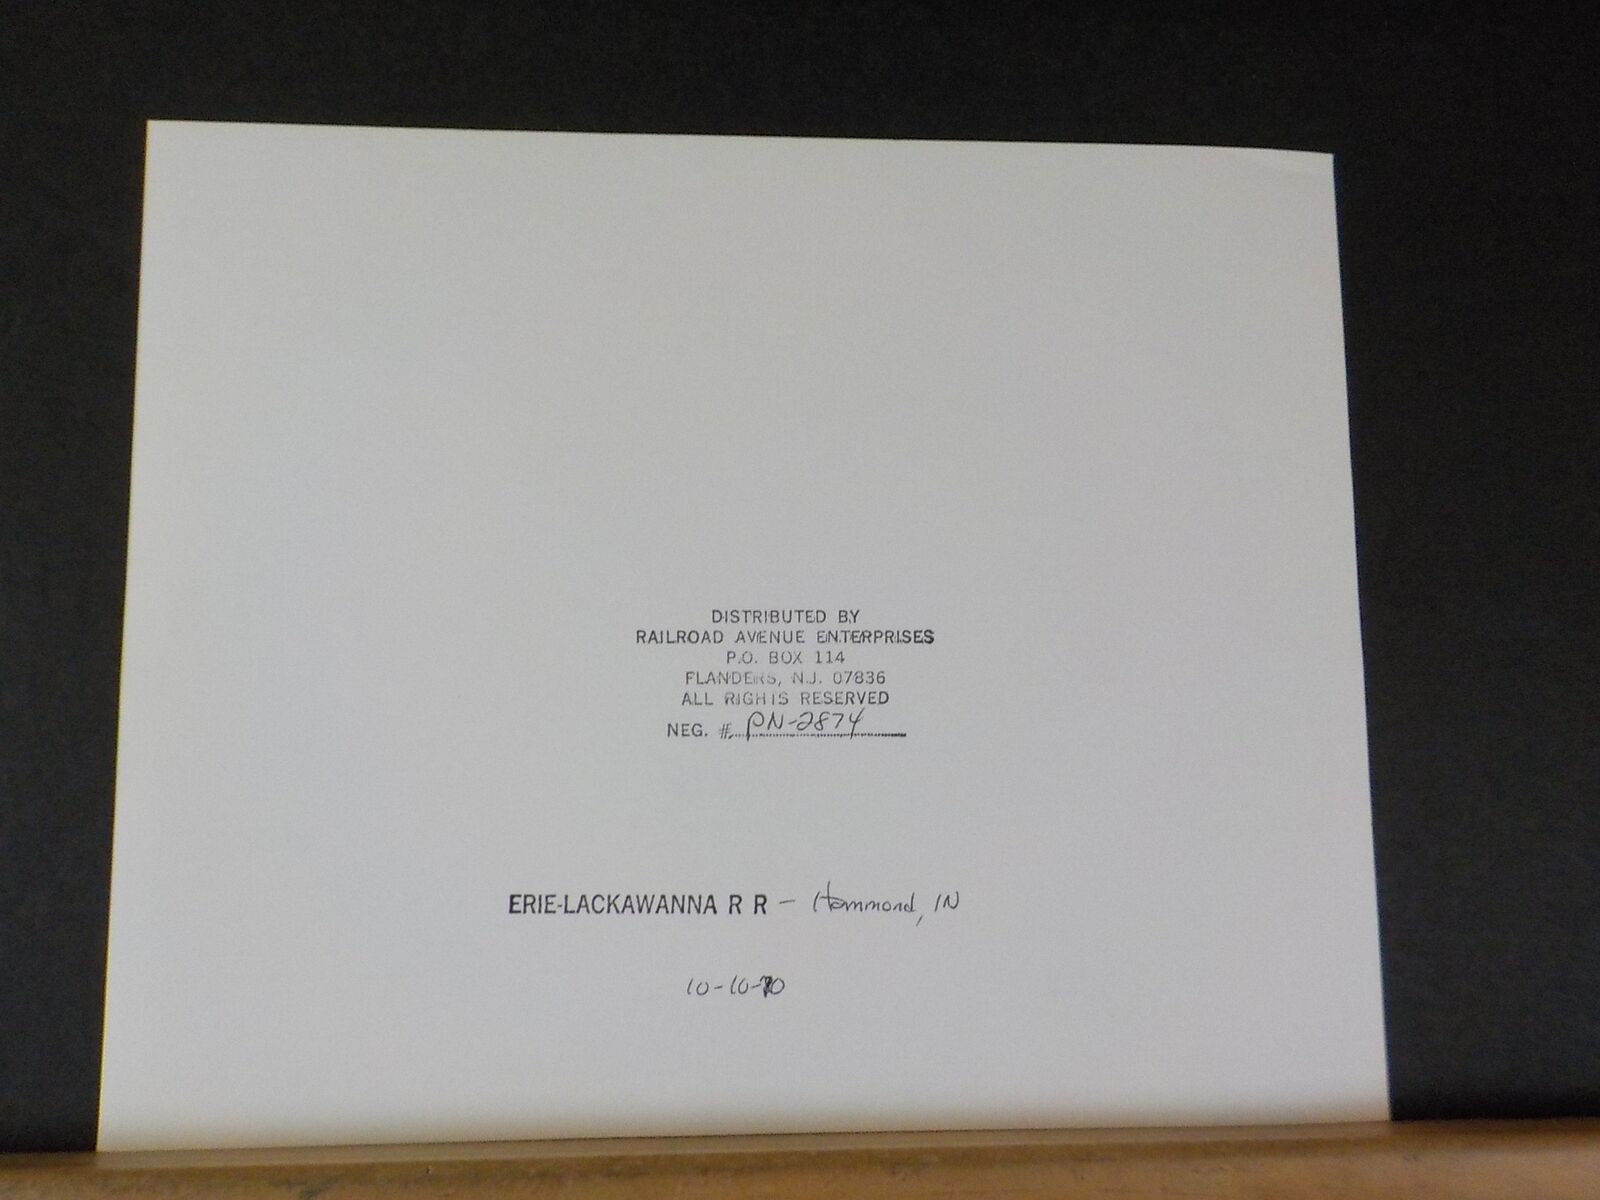 DISTRIBUTED BY
RAILROAD AVENUE ENTERPRISES
P.O. BOX 114
FLANDERS, N.J. 07836
ALL RIGHTS RESERVED
NEG. # PN-2874
ERIE-LACKAWANNA R R - Hammond, IN
10-10-70